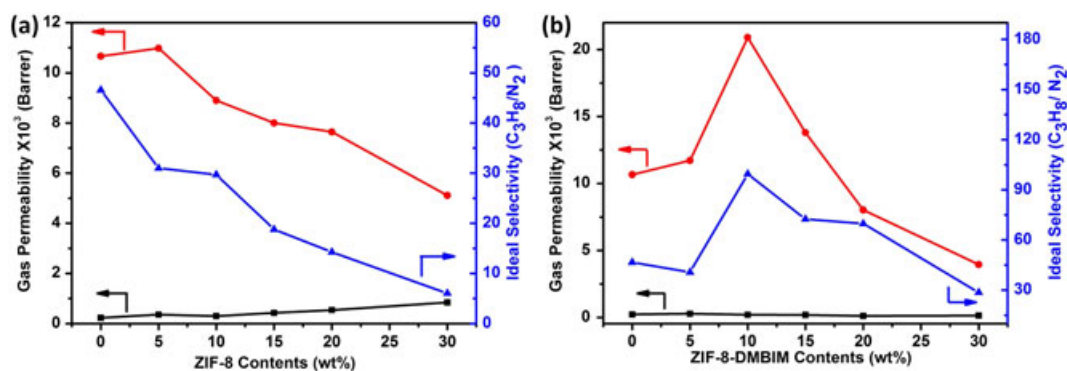 (a)
12
10
8
6
4
2
0
Gas Permeability X10³ (Barrer)
0 5 10 15 20 25 30
ZIF-8 Contents (wt%)
60
50
40
30
20
10
0
Ideal Selectivity (C₃H₈/N₂)
(b)
20
15
10
5
0
Gas Permeability X10³ (Barrer)
0 5 10 15 20 25 30
ZIF-8-DMBIM Contents (wt%)
180
150
120
90
60
30
Ideal Selectivity (C₃H₈/ N₂)